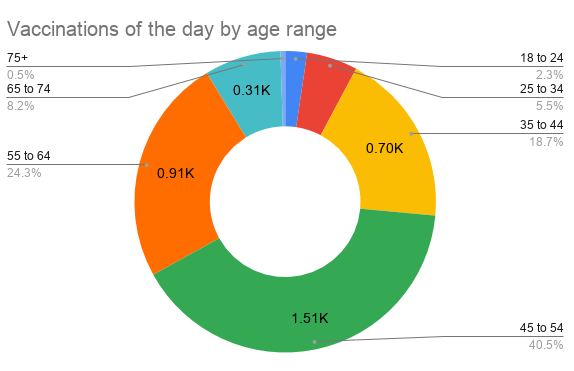 Vaccinations of the day by age range
75+
0.5%
65 to 74
8.2%
55 to 64
24.3%
18 to 24
2.3%
25 to 34
5.5%
35 to 44
18.7%
45 to 54
40.5%
0.31K
0.70K
0.91K
1.51K